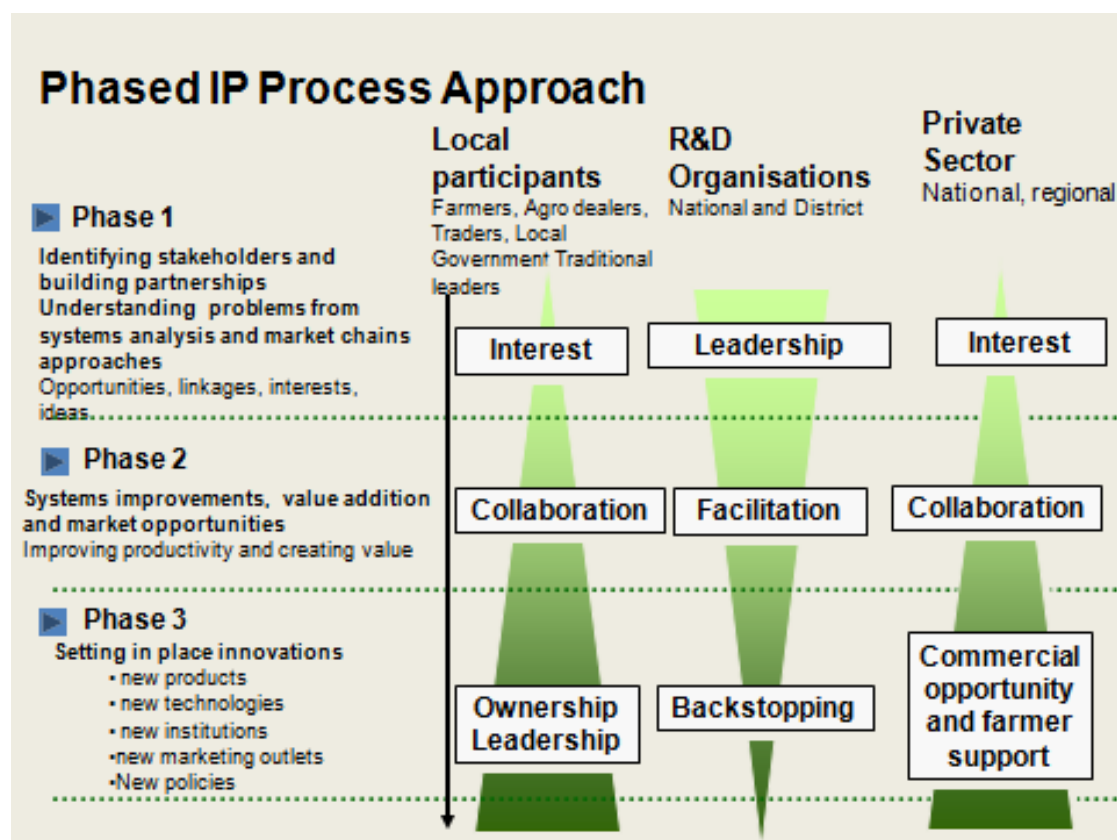 Phased IP Process Approach
Local
participants
Farmers, Agro dealers,
Traders, Local
Government Traditional
leaders
R&D
Organisations
National and District
Private
Sector
National, regional
Phase 1
Identifying stakeholders and
building partnerships
Understanding problems from
systems analysis and market chains
approaches
Opportunities, linkages, interests,
ideas
Interest
Leadership
Interest
Phase 2
Systems improvements, value addition
and market opportunities
Improving productivity and creating value
Collaboration
Facilitation
Collaboration
Phase 3
Setting in place innovations
• new products
• new technologies
• new institutions
•new marketing outlets
•New policies
Ownership
Leadership
Backstopping
Commercial
opportunity
and farmer
support